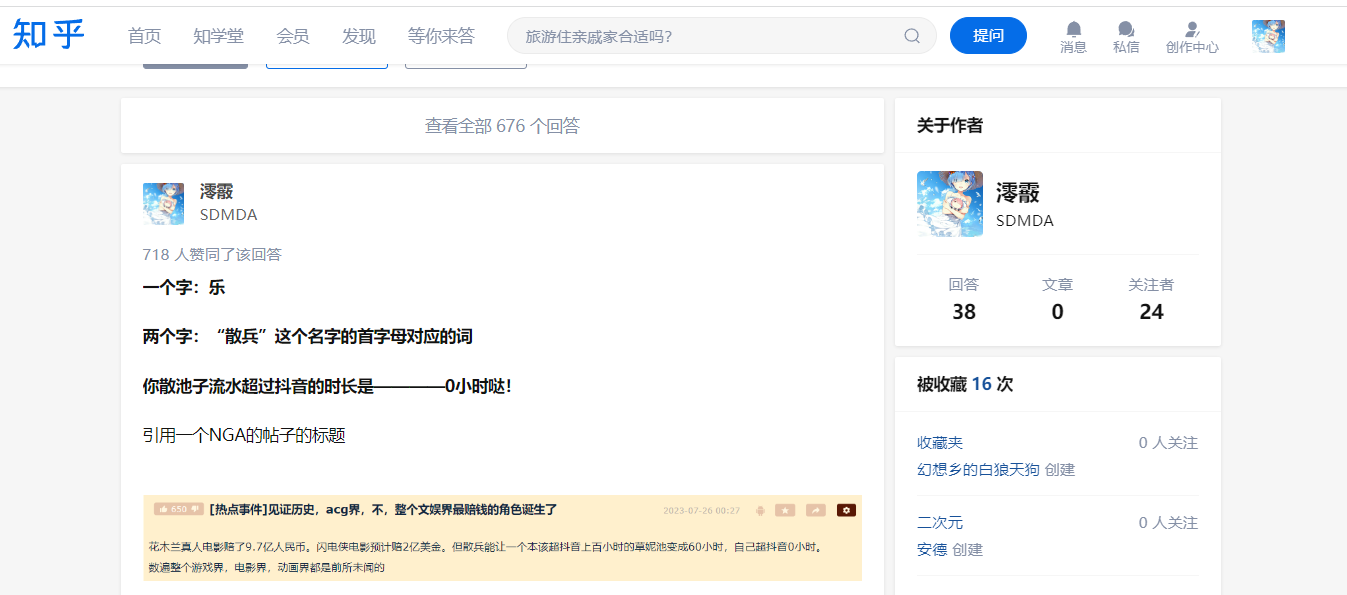 知乎
首页 知学堂 会员 发现 等你来答
旅游住亲戚家合适吗?
提问
消息 私信 创作中心
查看全部 676 个回答
澪霰
SDMDA
718 人赞同了该回答
一个字：乐
两个字：“散兵”这个名字的首字母对应的词
你散池子流水超过抖音的时长是————0小时哒！
引用一个NGA的帖子的标题
650 [热点事件]见证历史，acg界，不，整个文娱界最赔钱的角色诞生了 2023-07-26 00:27
花木兰真人电影赔了9.7亿人民币。闪电侠电影预计赔2亿美金。但散兵能让一个本该超抖音上百小时的草妮池变成60小时，自己超抖音0小时。
数遍整个游戏界，电影界，动画界都是前所未闻的
关于作者
澪霰
SDMDA
回答 文章 关注者
38 0 24
被收藏 16 次
收藏夹 0 人关注
幻想乡的白狼天狗 创建
二次元 0 人关注
安德 创建